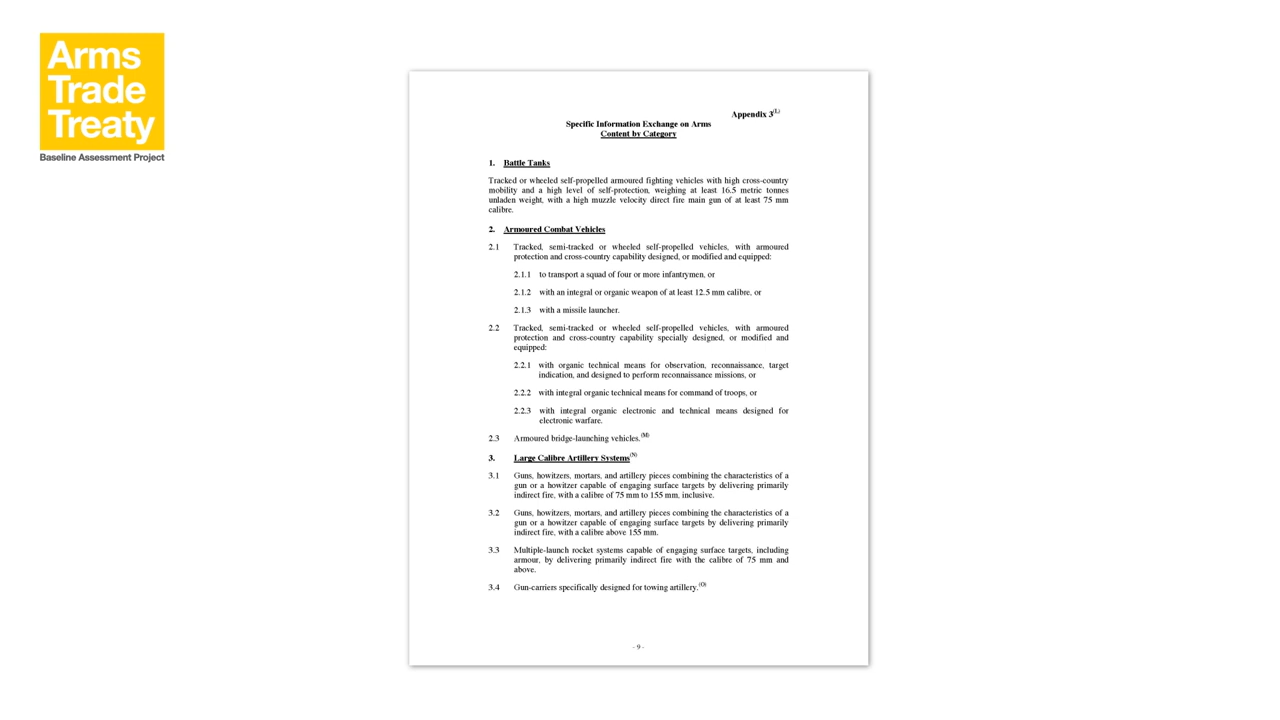 Arms
Trade
Treaty
Baseline Assessment Project
Appendix 3(L)
Specific Information Exchange on Arms
Content by Category
1. Battle Tanks
Tracked or wheeled self-propelled armoured fighting vehicles with high cross-country
mobility and a high level of self-protection, weighing at least 16.5 metric tonnes
unladen weight, with a high muzzle velocity direct fire main gun of at least 75 mm
calibre.
2. Armoured Combat Vehicles
2.1 Tracked, semi-tracked or wheeled self-propelled vehicles, with armoured
protection and cross-country capability designed, or modified and equipped:
2.1.1 to transport a squad of four or more infantrymen, or
2.1.2 with an integral or organic weapon of at least 12.5 mm calibre, or
2.1.3 with a missile launcher.
2.2 Tracked, semi-tracked or wheeled self-propelled vehicles, with armoured
protection and cross-country capability specially designed, or modified and
equipped:
2.2.1 with organic technical means for observation, reconnaissance, target
indication, and designed to perform reconnaissance missions, or
2.2.2 with integral organic technical means for command of troops, or
2.2.3 with integral organic electronic and technical means designed for
electronic warfare.
2.3 Armoured bridge-launching vehicles.(M)
3. Large Calibre Artillery Systems(N)
3.1 Guns, howitzers, mortars, and artillery pieces combining the characteristics of a
gun or a howitzer capable of engaging surface targets by delivering primarily
indirect fire, with a calibre of 75 mm to 155 mm, inclusive.
3.2 Guns, howitzers, mortars, and artillery pieces combining the characteristics of a
gun or a howitzer capable of engaging surface targets by delivering primarily
indirect fire, with a calibre above 155 mm.
3.3 Multiple-launch rocket systems capable of engaging surface targets, including
armour, by delivering primarily indirect fire with the calibre of 75 mm and
above.
3.4 Gun-carriers specifically designed for towing artillery.(O)
- 9 -